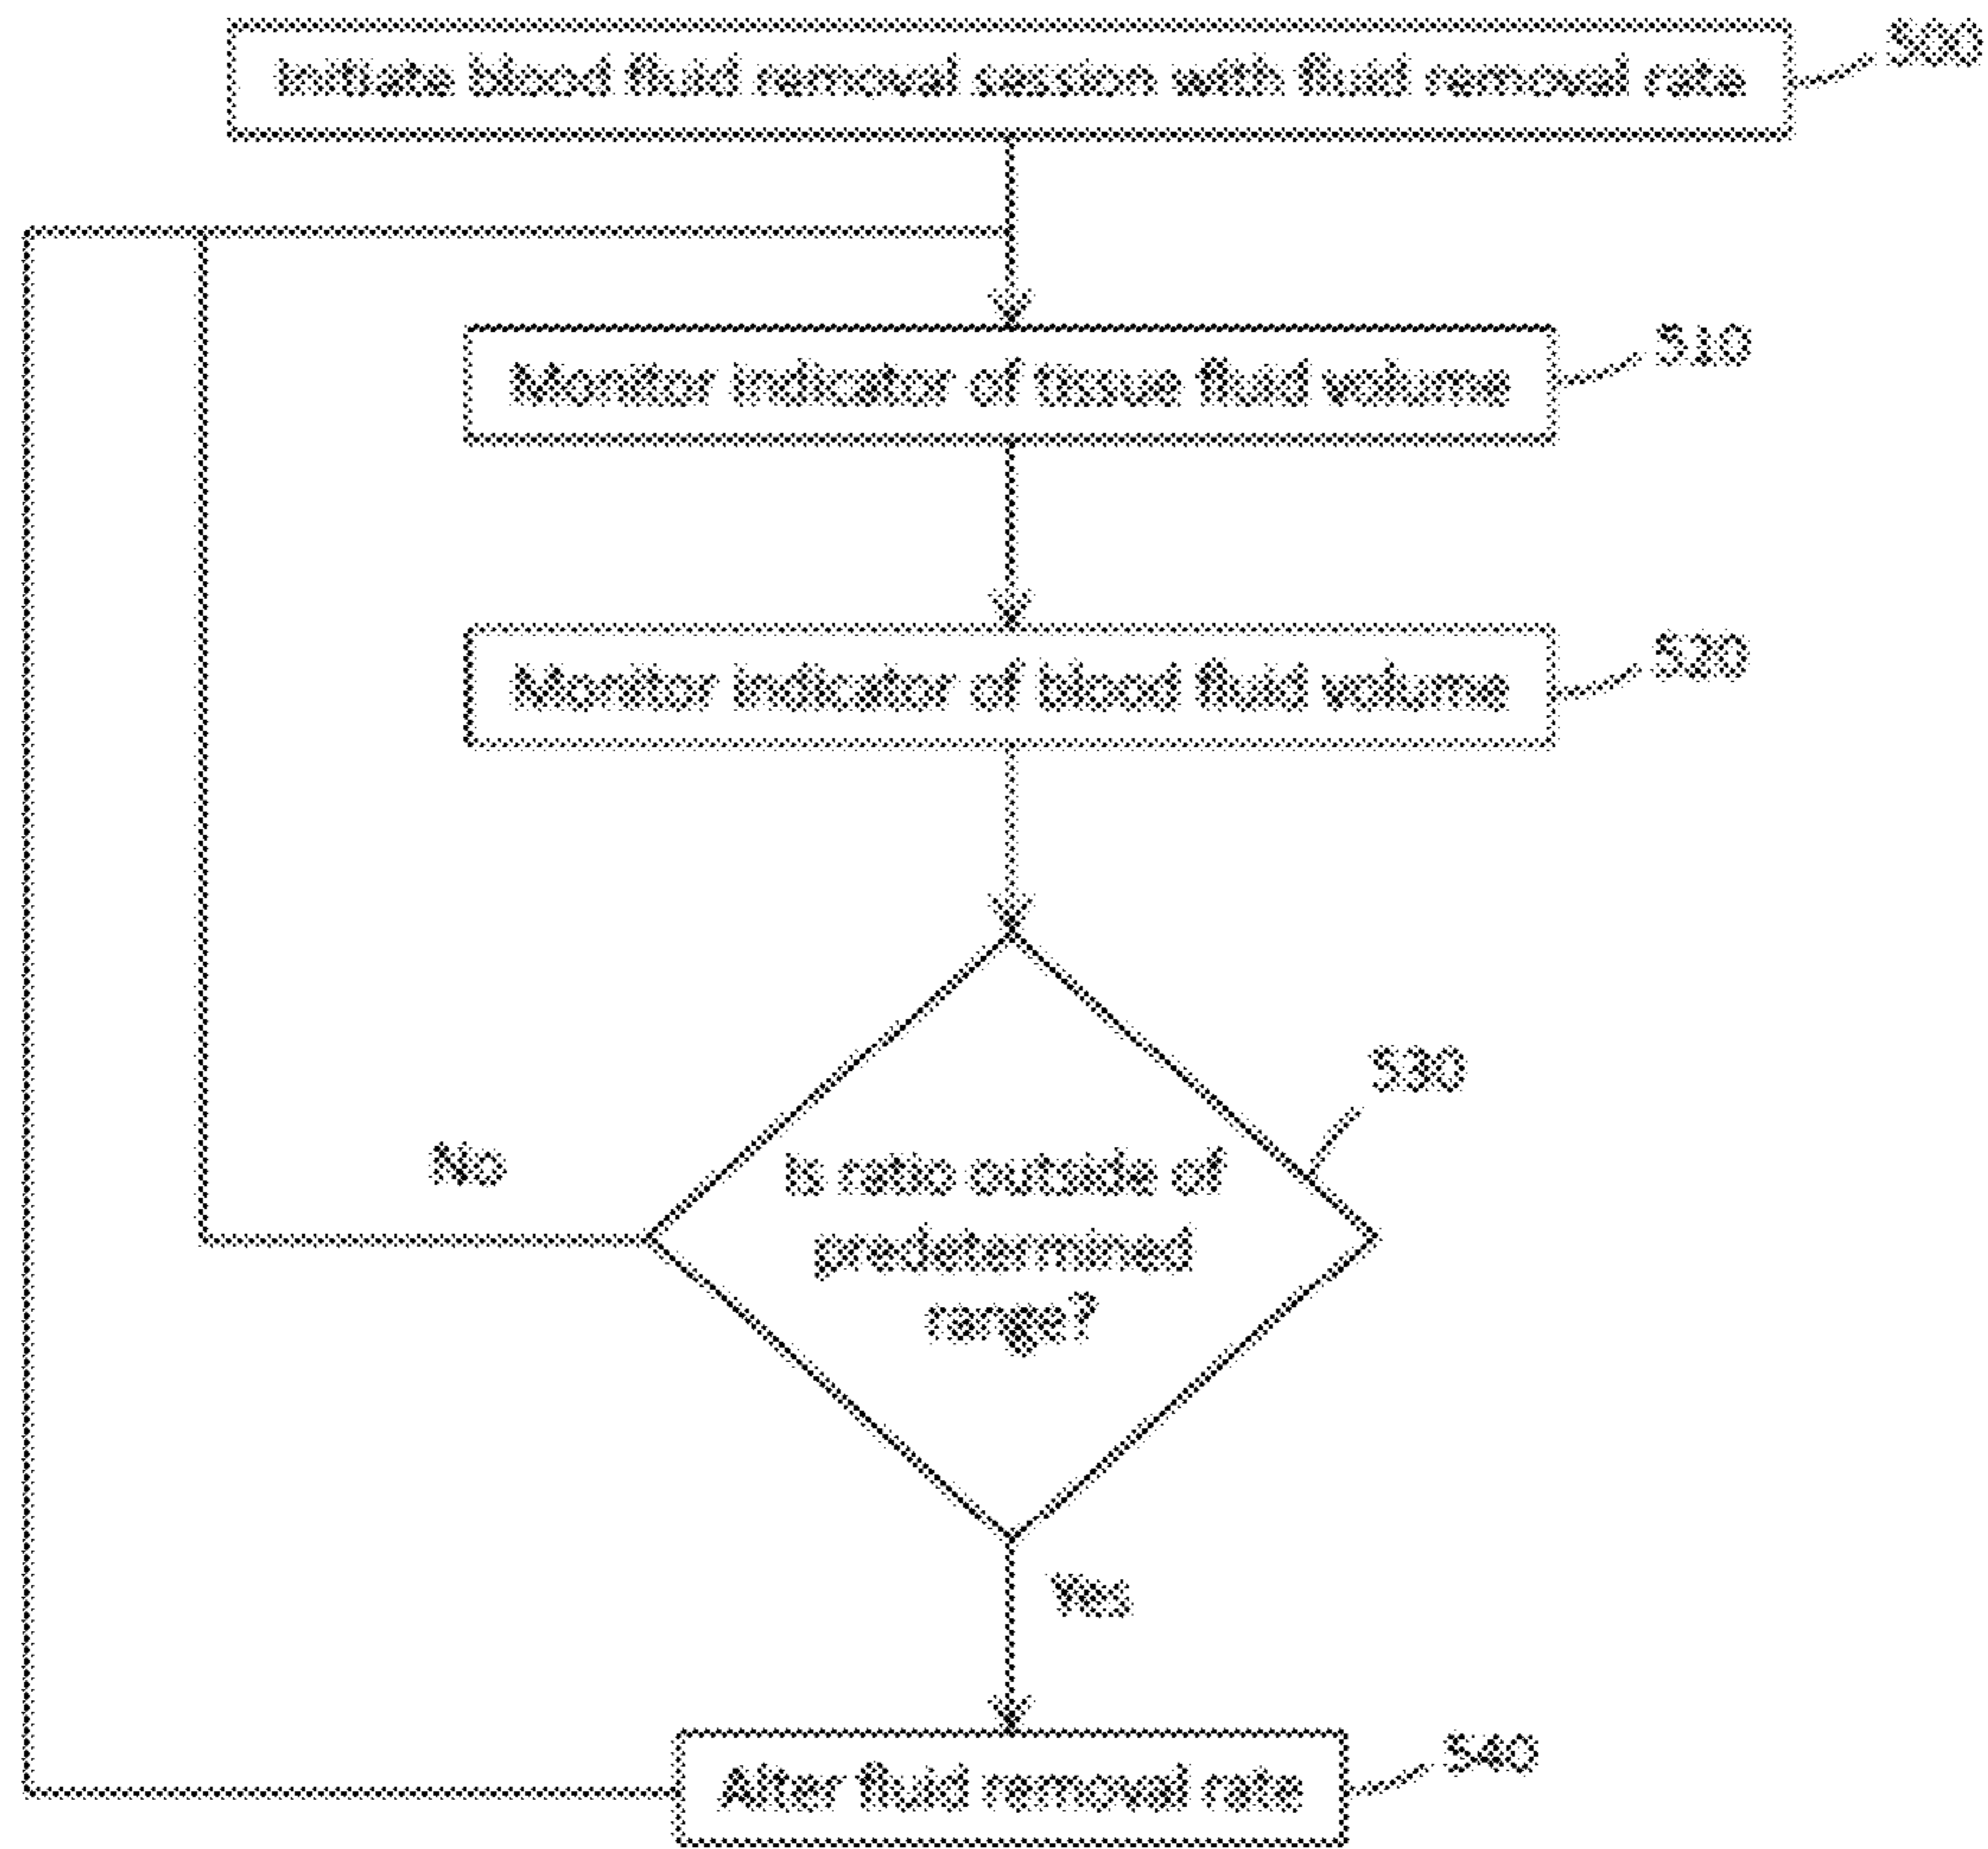 Initiate blood fluid removal session with fluid removal rate
500
Monitor indicator of tissue fluid volume
510
Monitor indicator of blood fluid volume
520
530
No
Is ratio outside of
predetermined
range?
Yes
Alter fluid removal rate
540